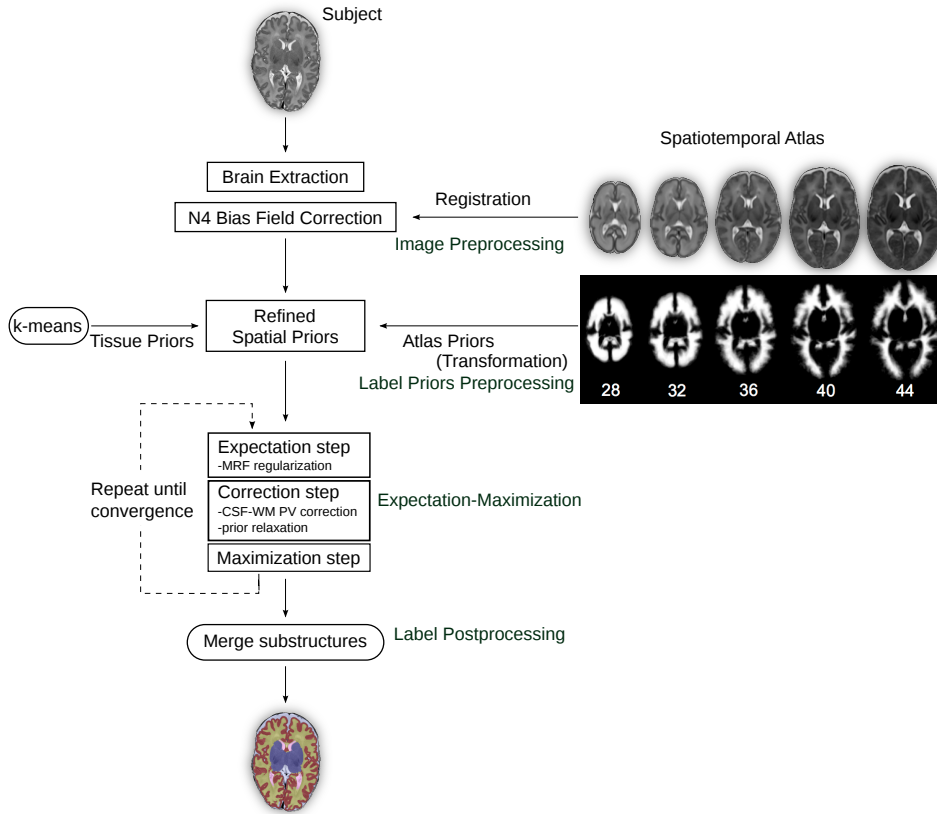 Subject
Spatiotemporal Atlas
Brain Extraction
N4 Bias Field Correction
Registration
Image Preprocessing
k-means
Tissue Priors
Refined
Spatial Priors
Atlas Priors
(Transformation)
Label Priors Preprocessing
28 32 36 40 44
Expectation step
-MRF regularization
Correction step
-CSF-WM PV correction
-prior relaxation
Maximization step
Repeat until
convergence
Expectation-Maximization
Merge substructures
Label Postprocessing